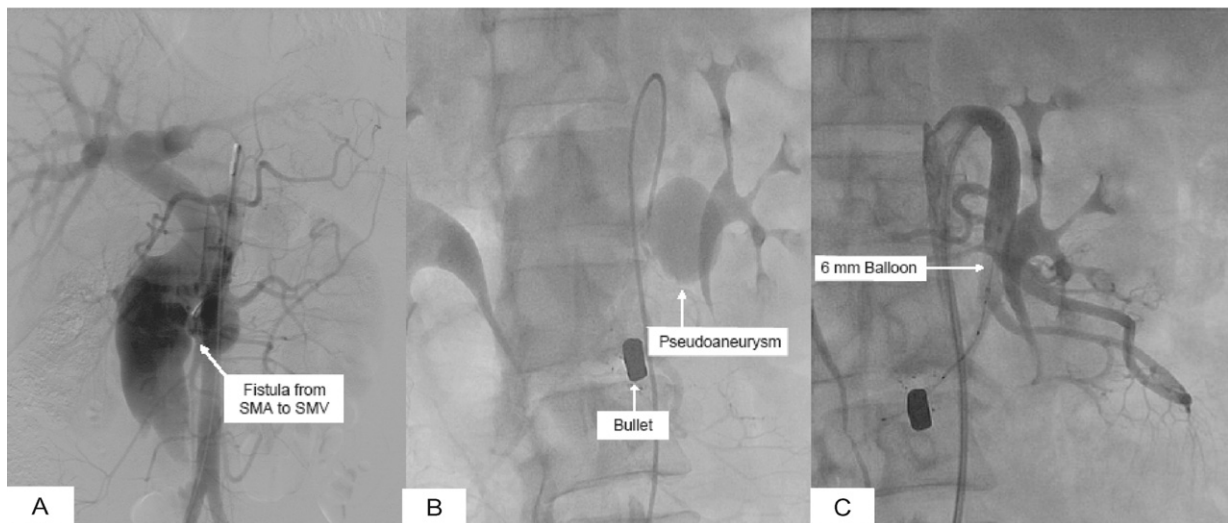 Fistula from
SMA to SMV
A
Pseudoaneurysm
Bullet
B
6 mm Balloon
C